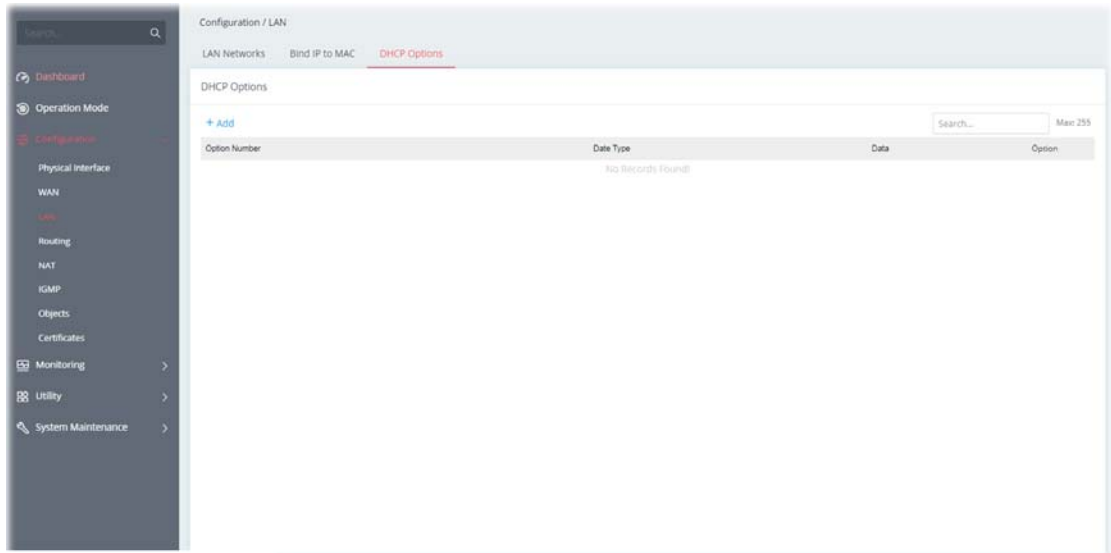 Search...
Dashboard
Operation Mode
Configuration
Physical Interface
WAN
LAN
Routing
NAT
IGMP
Objects
Certificates
Monitoring
Utility
System Maintenance
Configuration / LAN
LAN Networks Bind IP to MAC DHCP Options
DHCP Options
+ Add Search... Max: 255
Option Number Date Type Data Option
No Records Found!